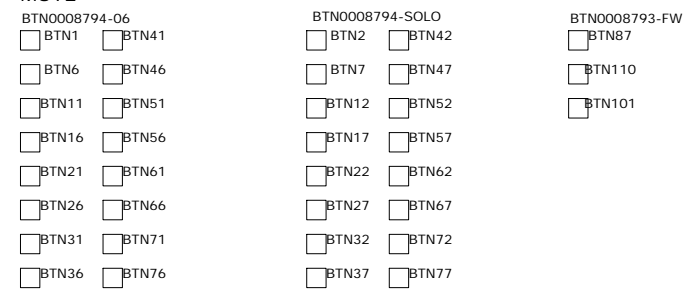 BTN0008794-06 BTN0008794-SOLO BTN0008793-FW
BTN1 BTN41 BTN2 BTN42 BTN87
BTN6 BTN46 BTN7 BTN47 BTN110
BTN11 BTN51 BTN12 BTN52 BTN101
BTN16 BTN56 BTN17 BTN57
BTN21 BTN61 BTN22 BTN62
BTN26 BTN66 BTN27 BTN67
BTN31 BTN71 BTN32 BTN72
BTN36 BTN76 BTN37 BTN77